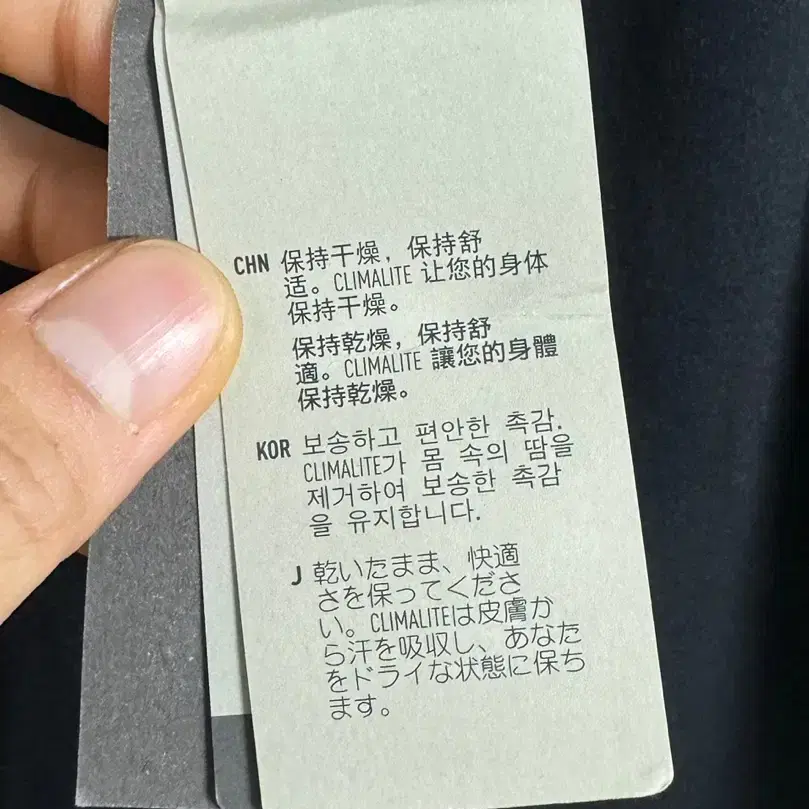 CHN 保持干燥，保持舒
适。CLIMALITE 让您的身体
保持干燥。
保持乾燥，保持舒
適。CLIMALITE 讓您的身體
保持乾燥。
KOR 보송하고 편안한 촉감.
CLIMALITE가 몸 속의 땀을
제거하여 보송한 촉감
을 유지합니다.
J 乾いたまま、快適
さを保ってくださ
い。CLIMALITEは皮膚か
ら汗を吸収し、あなた
をドライな状態に保ち
ます。